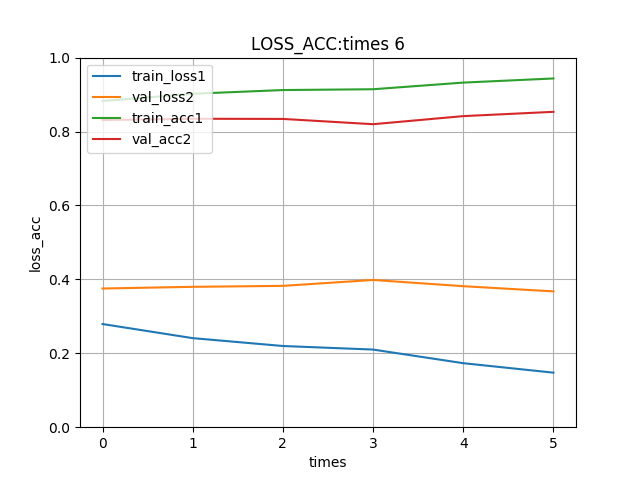 LOSS_ACC:times 6
1.0
0.8
0.6
0.4
0.2
0.0
loss_acc
train_loss1
val_loss2
train_acc1
val_acc2
0 1 2 3 4 5
times